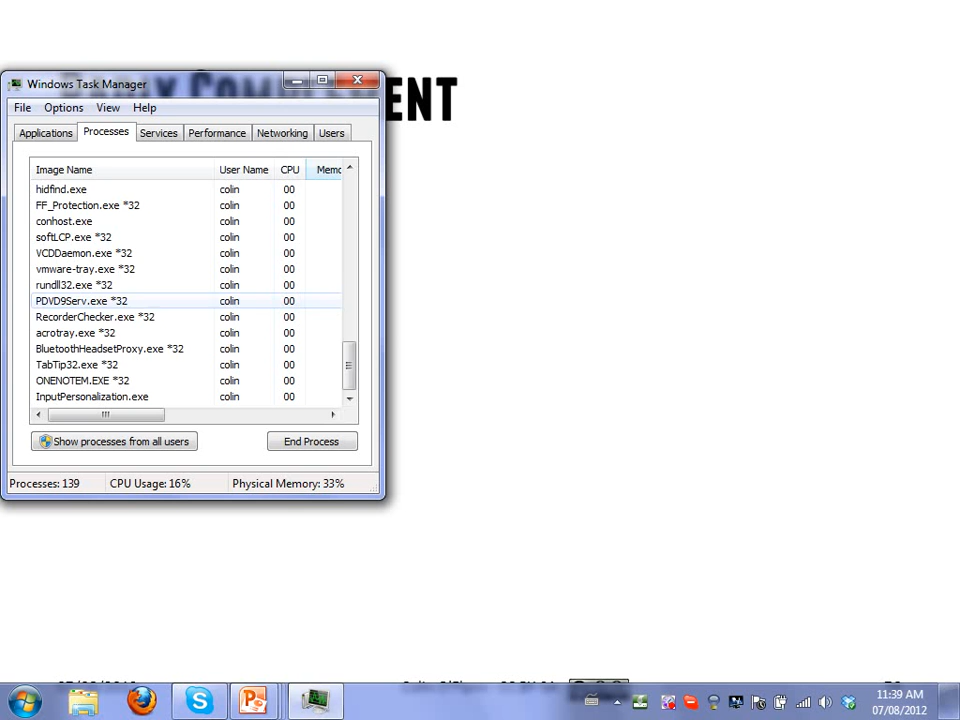 ENT
Windows Task Manager
File Options View Help
Applications Processes Services Performance Networking Users
Image Name User Name CPU Memo
hidfind.exe colin 00
FF_Protection.exe *32 colin 00
conhost.exe colin 00
softLCP.exe *32 colin 00
VCDDaemon.exe *32 colin 00
vmware-tray.exe *32 colin 00
rundll32.exe *32 colin 00
PDVD9Serv.exe *32 colin 00
RecorderChecker.exe *32 colin 00
acrotray.exe *32 colin 00
BluetoothHeadsetProxy.exe *32 colin 00
TabTip32.exe *32 colin 00
ONENOTEM.EXE *32 colin 00
InputPersonalization.exe colin 00
Show processes from all users End Process
Processes: 139 CPU Usage: 16% Physical Memory: 33%
11:39 AM
07/08/2012